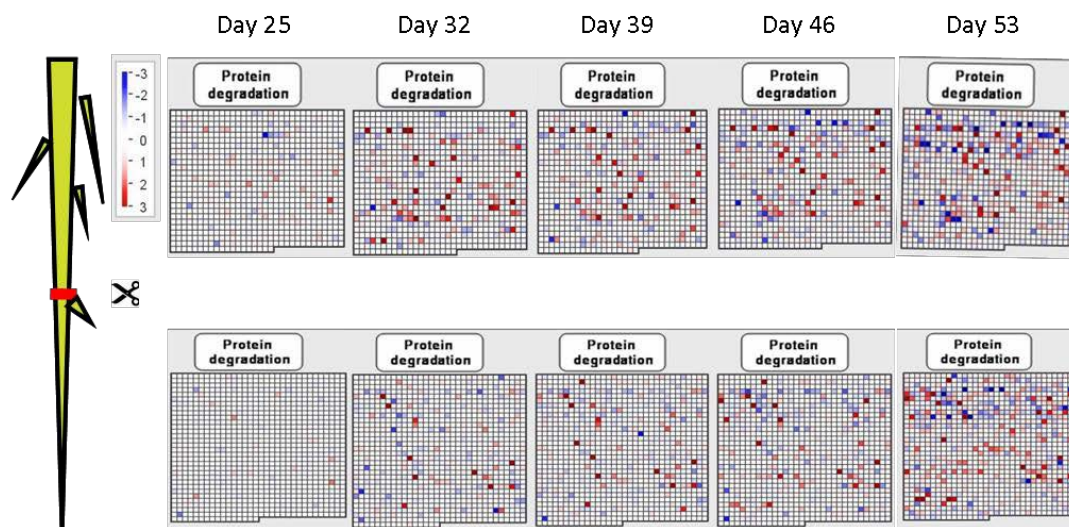 Day 25 Day 32 Day 39 Day 46 Day 53
Protein degradation
Protein degradation
Protein degradation
Protein degradation
Protein degradation
-3
-2
-1
0
1
2
3
Protein degradation
Protein degradation
Protein degradation
Protein degradation
Protein degradation